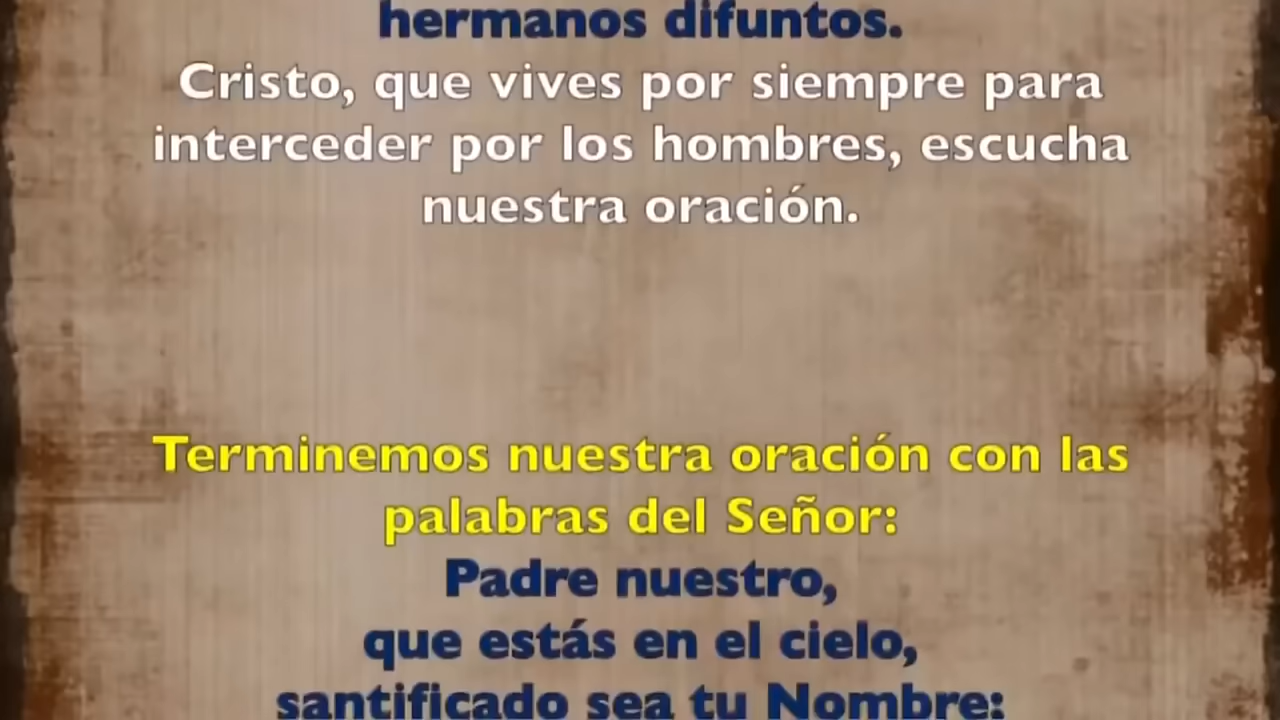 hermanos difuntos.
Cristo, que vives por siempre para
interceder por los hombres, escucha
nuestra oración.
Terminemos nuestra oración con las
palabras del Señor:
Padre nuestro,
que estás en el cielo,
santificado sea tu Nombre: